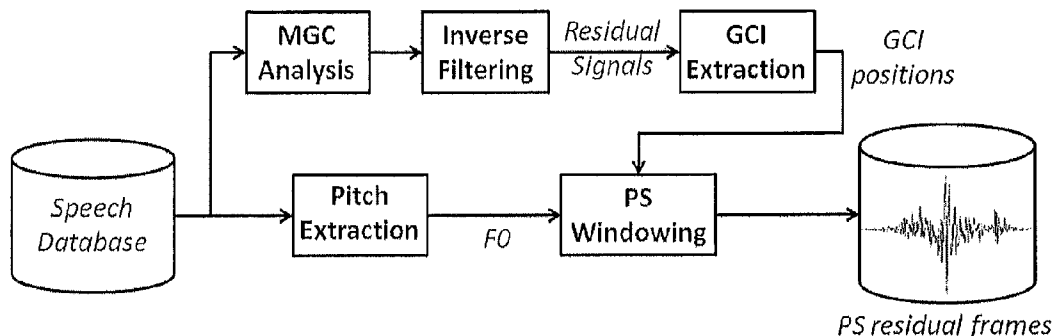 MGC
Analysis
Inverse
Filtering
Residual
Signals
GCI
Extraction
GCI
positions
Speech
Database
Pitch
Extraction
F0
PS
Windowing
PS residual frames